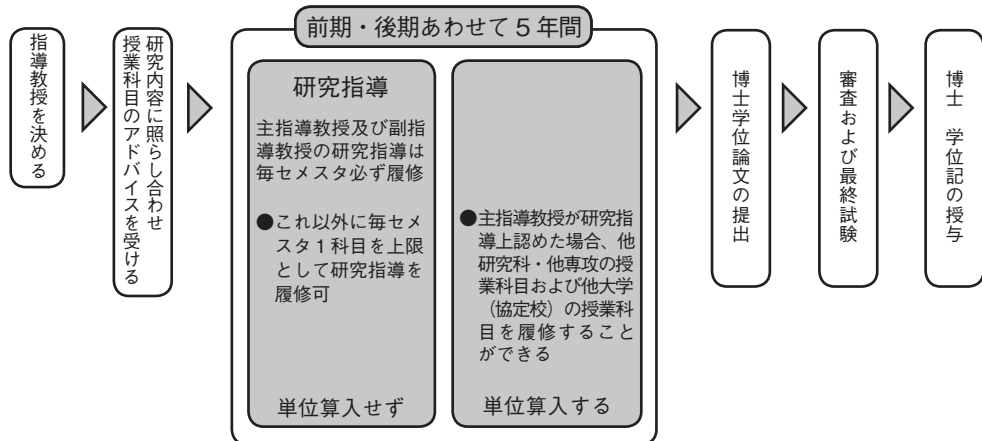 指導教授を決める
研究内容に照らし合わせ
授業科目のアドバイスを受ける
前期・後期あわせて5年間
研究指導
主指導教授及び副指
導教授の研究指導は
毎セメスタ必ず履修
●これ以外に毎セメ
スタ1科目を上限
として研究指導を
履修可
単位算入せず
●主指導教授が研究指
導上認めた場合、他
研究科・他専攻の授
業科目および他大学
（協定校）の授業科
目を履修すること
ができる
単位算入する
博士学位論文の提出
審査および最終試験
博士　学位記の授与